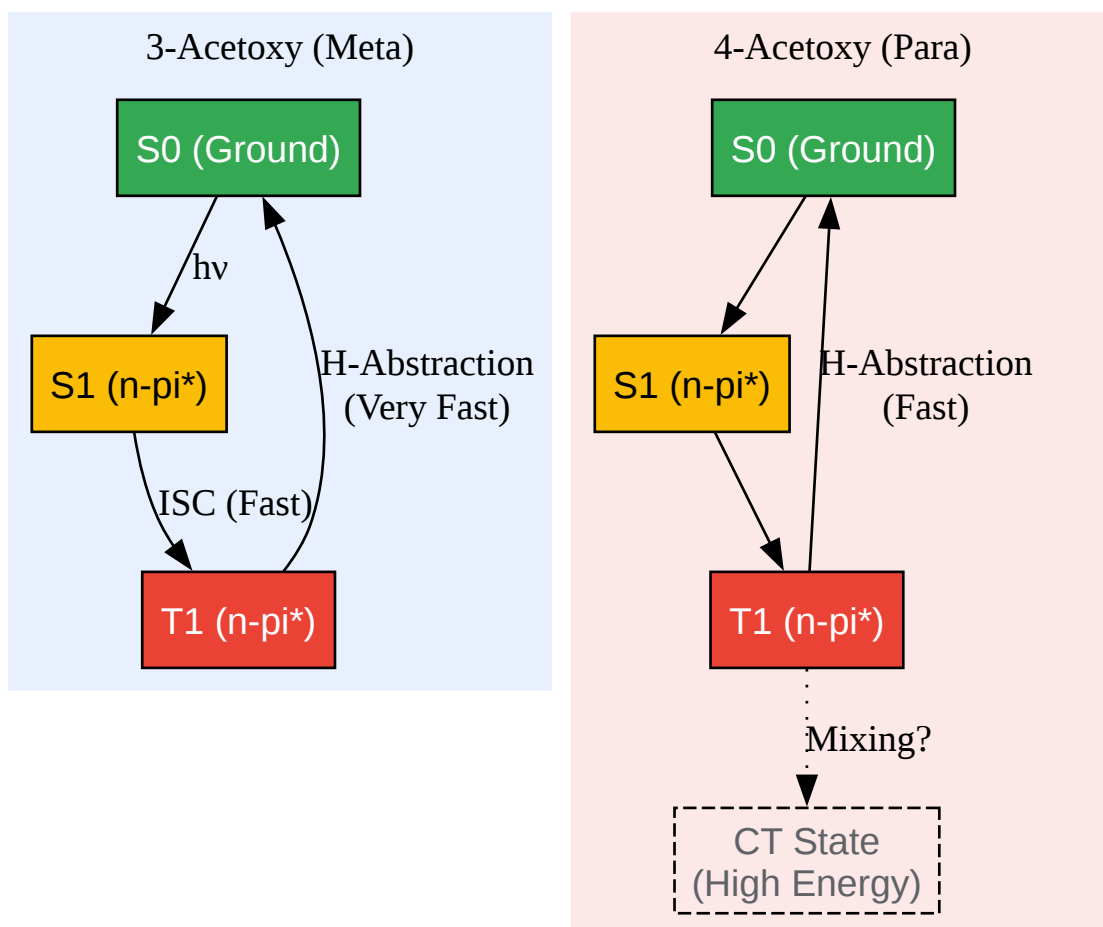 3-Acetoxy (Meta)
S0 (Ground)
hν
S1 (n-pi*)
H-Abstraction
(Very Fast)
ISC (Fast)
T1 (n-pi*)
4-Acetoxy (Para)
S0 (Ground)
S1 (n-pi*)
H-Abstraction
(Fast)
T1 (n-pi*)
Mixing?
CT State
(High Energy)